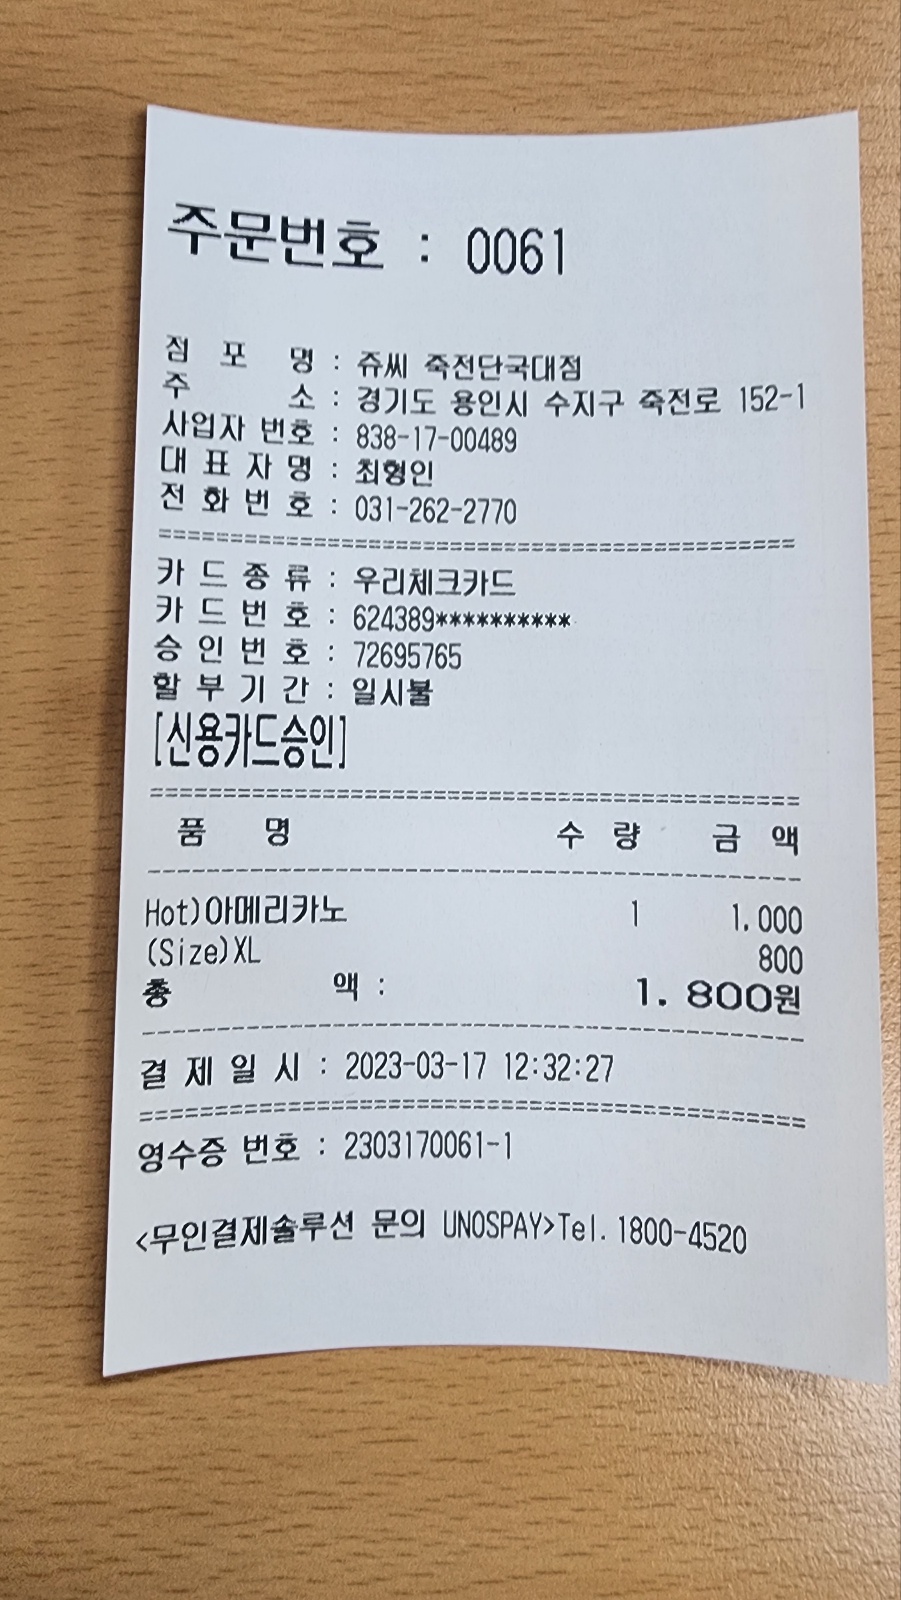 주문번호 : 0061
점 포 명 : 쥬씨 죽전단국대점
주 소 : 경기도 용인시 수지구 죽전로 152-1
사업자 번호 : 838-17-00489
대 표 자 명 : 최형인
전 화 번 호 : 031-262-2770
==============================================
카 드 종 류 : 우리체크카드
카 드 번 호 : 624389**********
승 인 번 호 : 72695765
할 부 기 간 : 일시불
[신용카드승인]
==============================================
품 명 수 량 금 액
----------------------------------------------
Hot)아메리카노 1 1,000
(Size)XL 800
총 액 : 1,800원
----------------------------------------------
결 제 일 시 : 2023-03-17 12:32:27
==============================================
영수증 번호 : 2303170061-1
<무인결제솔루션 문의 UNOSPAY>Tel.1800-4520